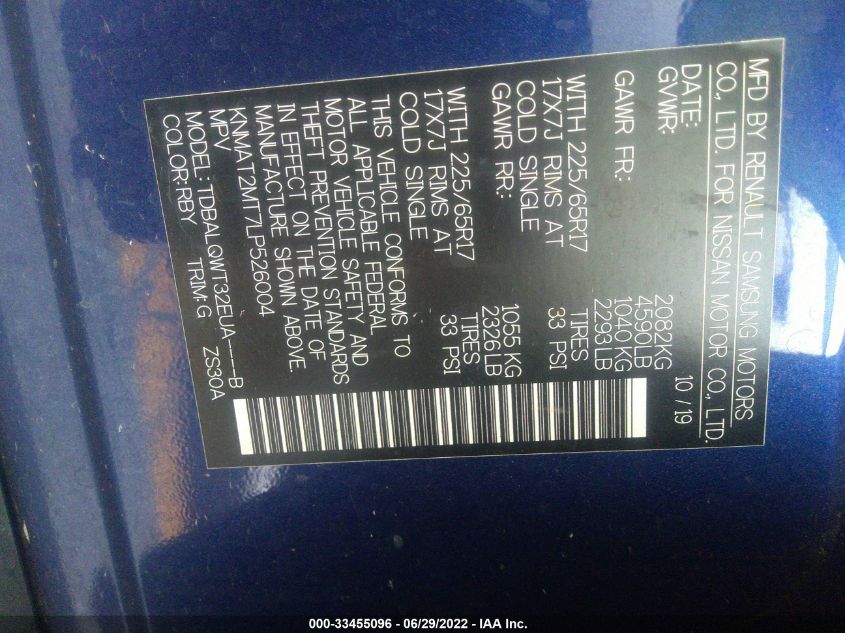 MFD BY RENAULT SAMSUNG MOTORS
CO., LTD. FOR NISSAN MOTOR CO., LTD.
DATE: 10 / 19
GVWR: 2082KG
4590LB
GAWR FR: 1040 KG
2293LB
WITH 225/65R17 TIRES
17X7J RIMS AT 33 PSI
COLD SINGLE
GAWR RR: 1055 KG
2326LB
WITH 225/65R17 TIRES
17X7J RIMS AT 33 PSI
COLD SINGLE
THIS VEHICLE CONFORMS TO
ALL APPLICABLE FEDERAL
MOTOR VEHICLE SAFETY AND
THEFT PREVENTION STANDARDS
IN EFFECT ON THE DATE OF
MANUFACTURE SHOWN ABOVE.
KNMAT2MT7LP526004
MPV
MODEL: TDBALQWT32EUA----B
COLOR: RBY TRIM: G ZS30A
000-33455096 - 06/29/2022 - IAA Inc.